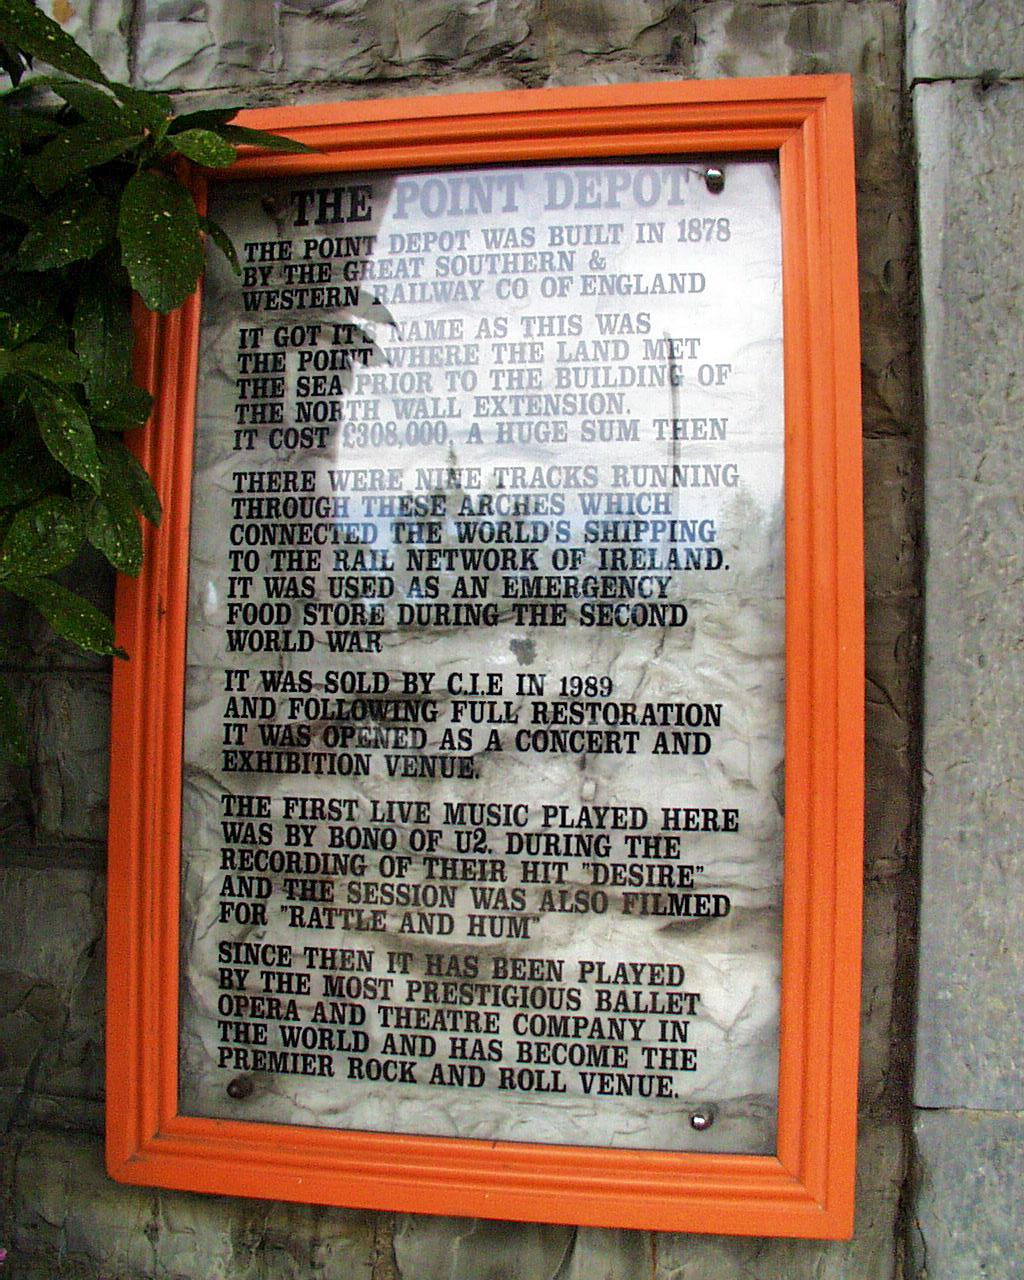 THE POINT DEPOT
THE POINT DEPOT WAS BUILT IN 1878
BY THE GREAT SOUTHERN &
WESTERN RAILWAY CO OF ENGLAND
IT GOT IT'S NAME AS THIS WAS
THE POINT WHERE THE LAND MET
THE SEA PRIOR TO THE BUILDING OF
THE NORTH WALL EXTENSION.
IT COST £308,000, A HUGE SUM THEN
THERE WERE NINE TRACKS RUNNING
THROUGH THESE ARCHES WHICH
CONNECTED THE WORLD'S SHIPPING
TO THE RAIL NETWORK OF IRELAND.
IT WAS USED AS AN EMERGENCY
FOOD STORE DURING THE SECOND
WORLD WAR
IT WAS SOLD BY C.I.E IN 1989
AND FOLLOWING FULL RESTORATION
IT WAS OPENED AS A CONCERT AND
EXHIBITION VENUE.
THE FIRST LIVE MUSIC PLAYED HERE
WAS BY BONO OF U2. DURING THE
RECORDING OF THEIR HIT "DESIRE"
AND THE SESSION WAS ALSO FILMED
FOR "RATTLE AND HUM"
SINCE THEN IT HAS BEEN PLAYED
BY THE MOST PRESTIGIOUS BALLET
OPERA AND THEATRE COMPANY IN
THE WORLD AND HAS BECOME THE
PREMIER ROCK AND ROLL VENUE.